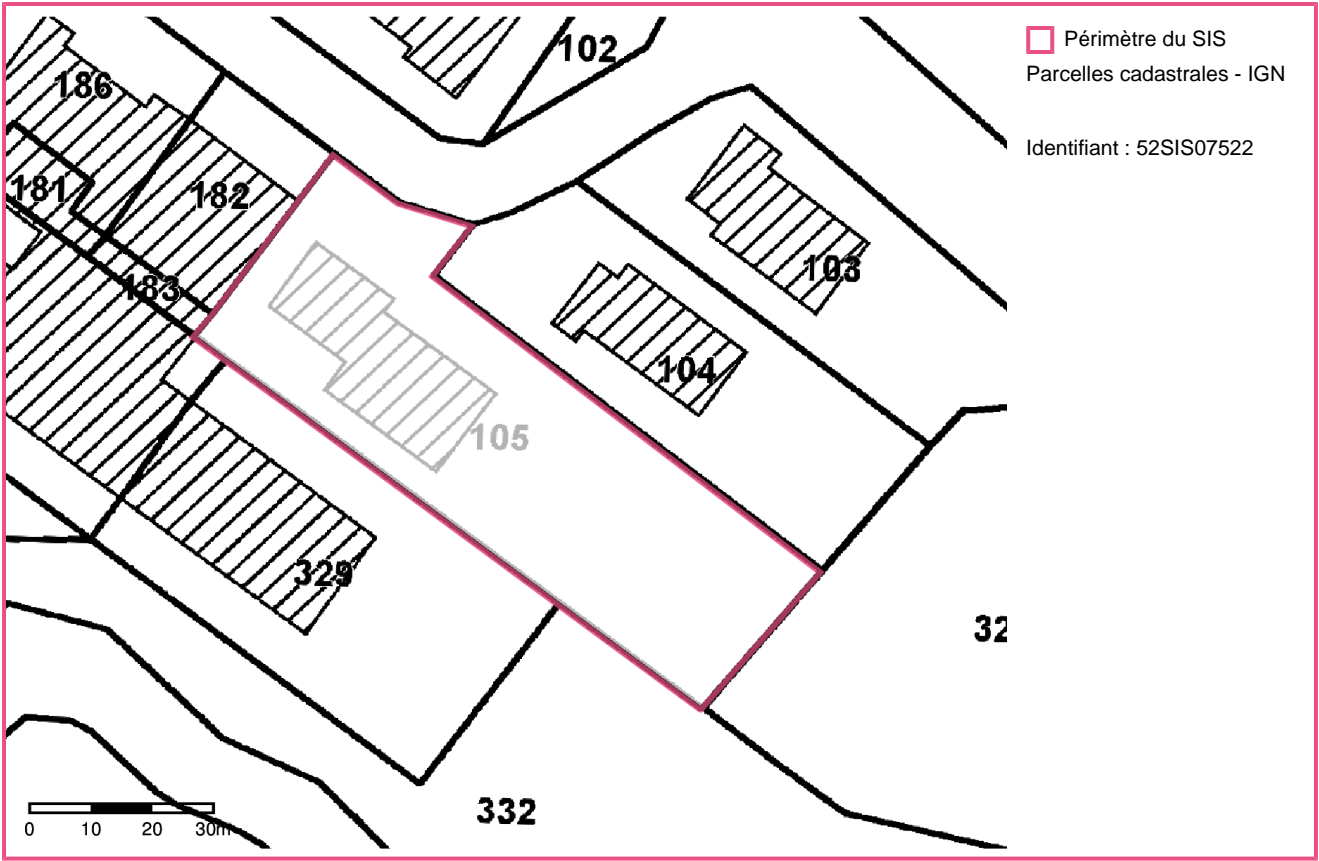 102
186
181
182
183
103
104
105
329
32
332
0 10 20 30m
Périmètre du SIS
Parcelles cadastrales - IGN
Identifiant : 52SIS07522